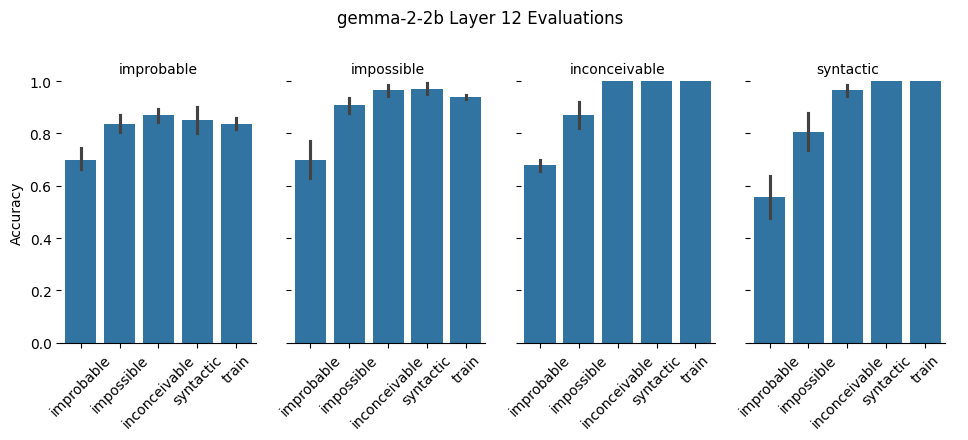 gemma-2-2b Layer 12 Evaluations
improbable
impossible
inconceivable
syntactic
Accuracy
1.0
0.8
0.6
0.4
0.2
0.0
improbable
impossible
inconceivable
syntactic
train
improbable
impossible
inconceivable
syntactic
train
improbable
impossible
inconceivable
syntactic
train
improbable
impossible
inconceivable
syntactic
train